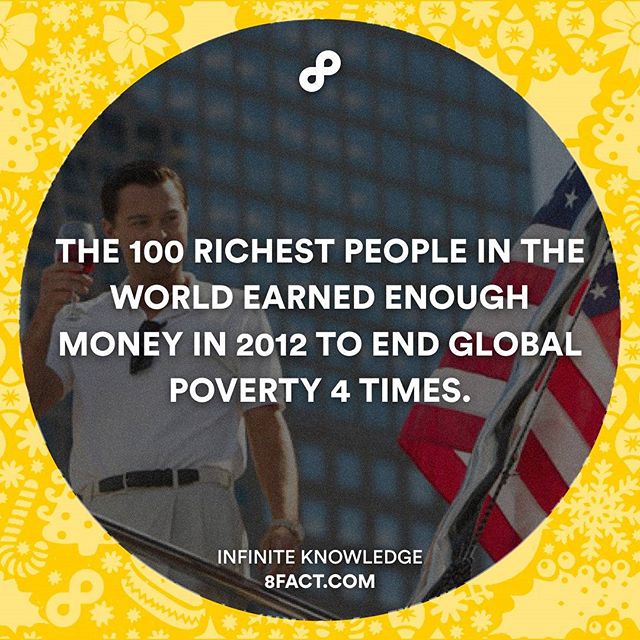 THE 100 RICHEST PEOPLE IN THE
WORLD EARNED ENOUGH
MONEY IN 2012 TO END GLOBAL
POVERTY 4 TIMES.
INFINITE KNOWLEDGE
8FACT.COM